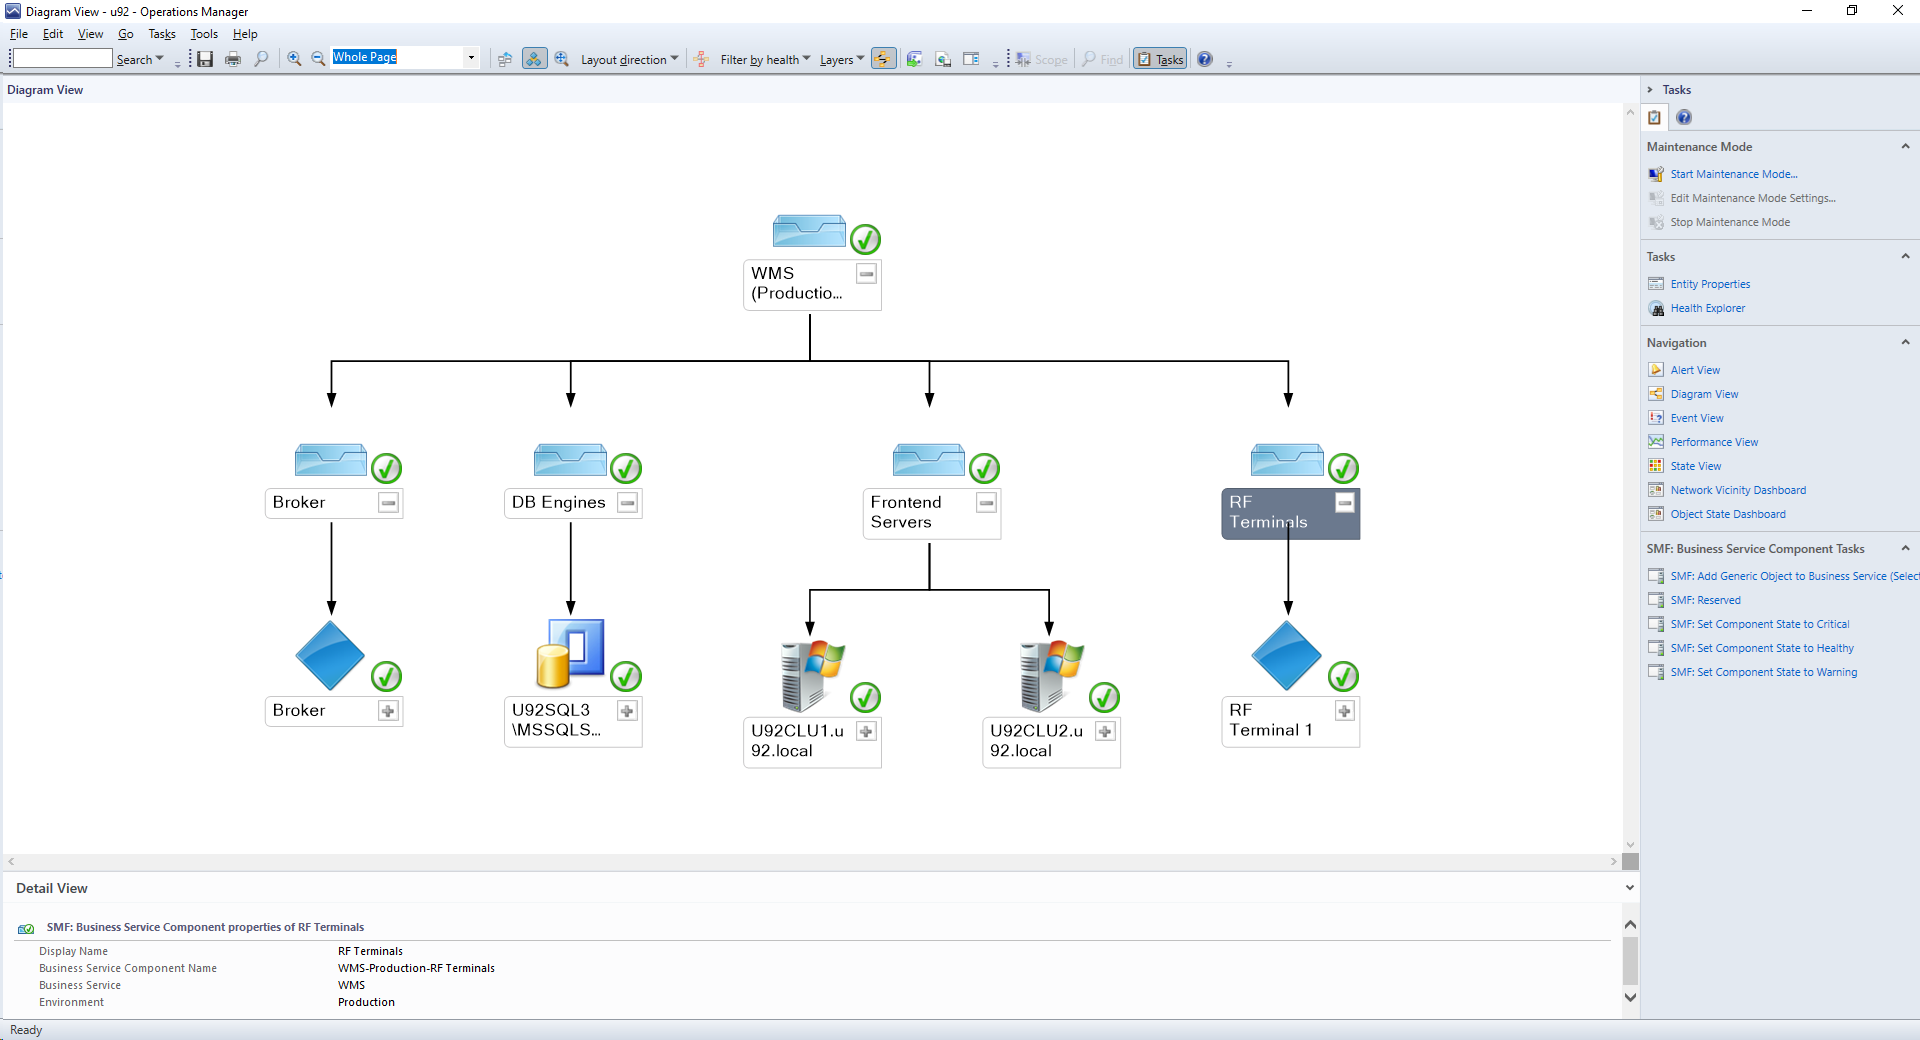 Diagram View - u92 - Operations Manager
File Edit View Go Tasks Tools Help
Search Whole Page Layout direction Filter by health Layers Scope Find Tasks
Diagram View
WMS
(Productio...
Broker
DB Engines
Frontend
Servers
RF
Terminals
Broker
U92SQL3
\MSSQLS...
U92CLU1.u
92.local
U92CLU2.u
92.local
RF
Terminal 1
Detail View
SMF: Business Service Component properties of RF Terminals
Display Name RF Terminals
Business Service Component Name WMS-Production-RF Terminals
Business Service WMS
Environment Production
Ready
Tasks
Maintenance Mode
Start Maintenance Mode...
Edit Maintenance Mode Settings...
Stop Maintenance Mode
Tasks
Entity Properties
Health Explorer
Navigation
Alert View
Diagram View
Event View
Performance View
State View
Network Vicinity Dashboard
Object State Dashboard
SMF: Business Service Component Tasks
SMF: Add Generic Object to Business Service (Select
SMF: Reserved
SMF: Set Component State to Critical
SMF: Set Component State to Healthy
SMF: Set Component State to Warning